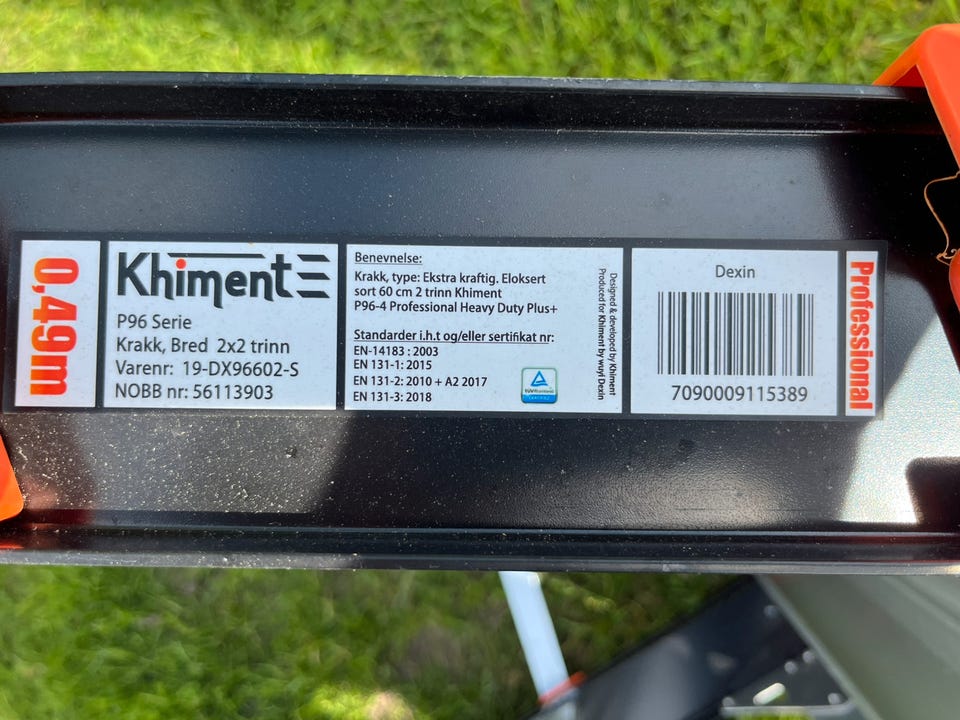 0,49m
Khiment
P96 Serie
Krakk, Bred 2x2 trinn
Varenr: 19-DX96602-S
NOBB nr: 56113903
Benevnelse:
Krakk, type: Ekstra kraftig. Eloksert
sort 60 cm 2 trinn Khiment
P96-4 Professional Heavy Duty Plus+
Standarder i.h.t og/eller sertifikat nr:
EN-14183 : 2003
EN 131-1: 2015
EN 131-2: 2010 + A2 2017
EN 131-3: 2018
TÜVRheinland
CERTIFIED
Designed & developed by Khiment
Produced for Khiment by wuyi Dexin
Dexin
7090009115389
Professional